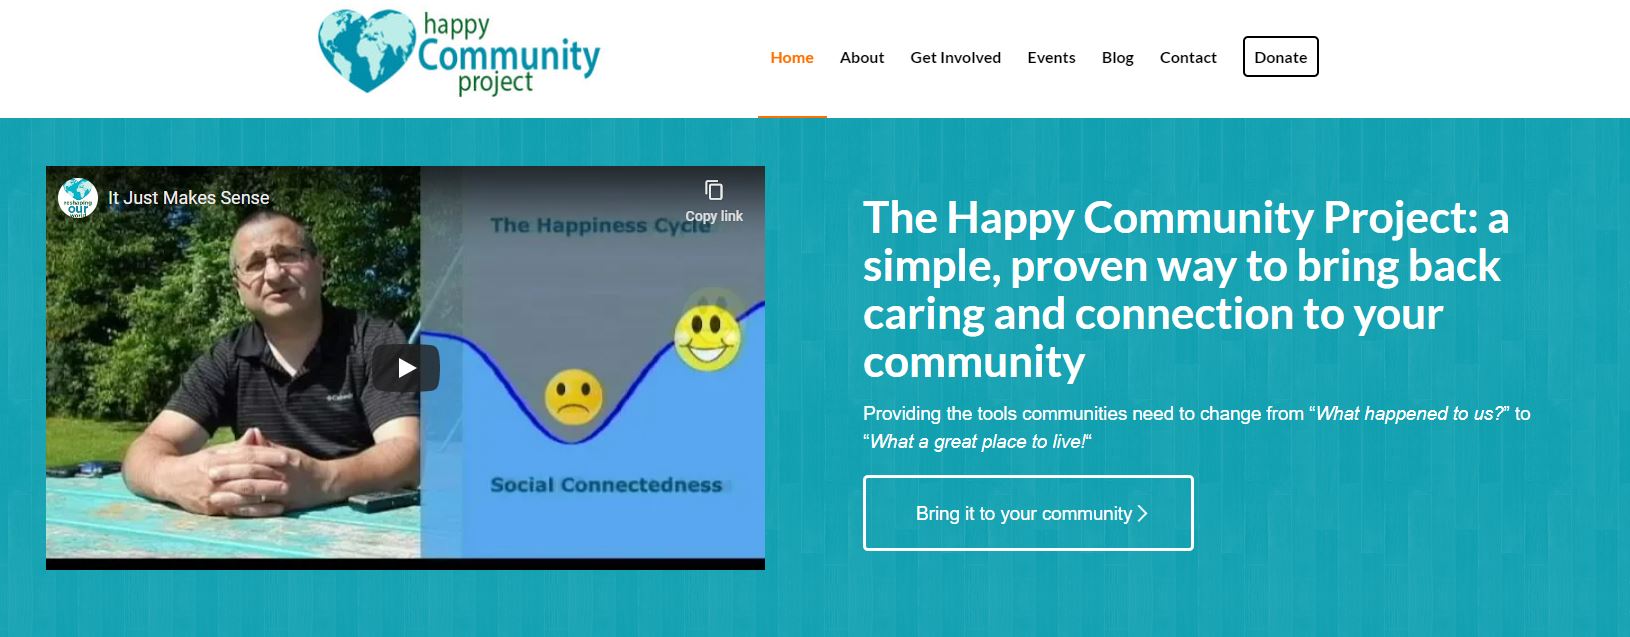 happy
Community
project
Home About Get Involved Events Blog Contact Donate
reshaping
our
world
It Just Makes Sense
Copy link
The Happiness Cycle
Social Connectedness
The Happy Community Project: a
simple, proven way to bring back
caring and connection to your
community
Providing the tools communities need to change from “What happened to us?” to
“What a great place to live!“
Bring it to your community